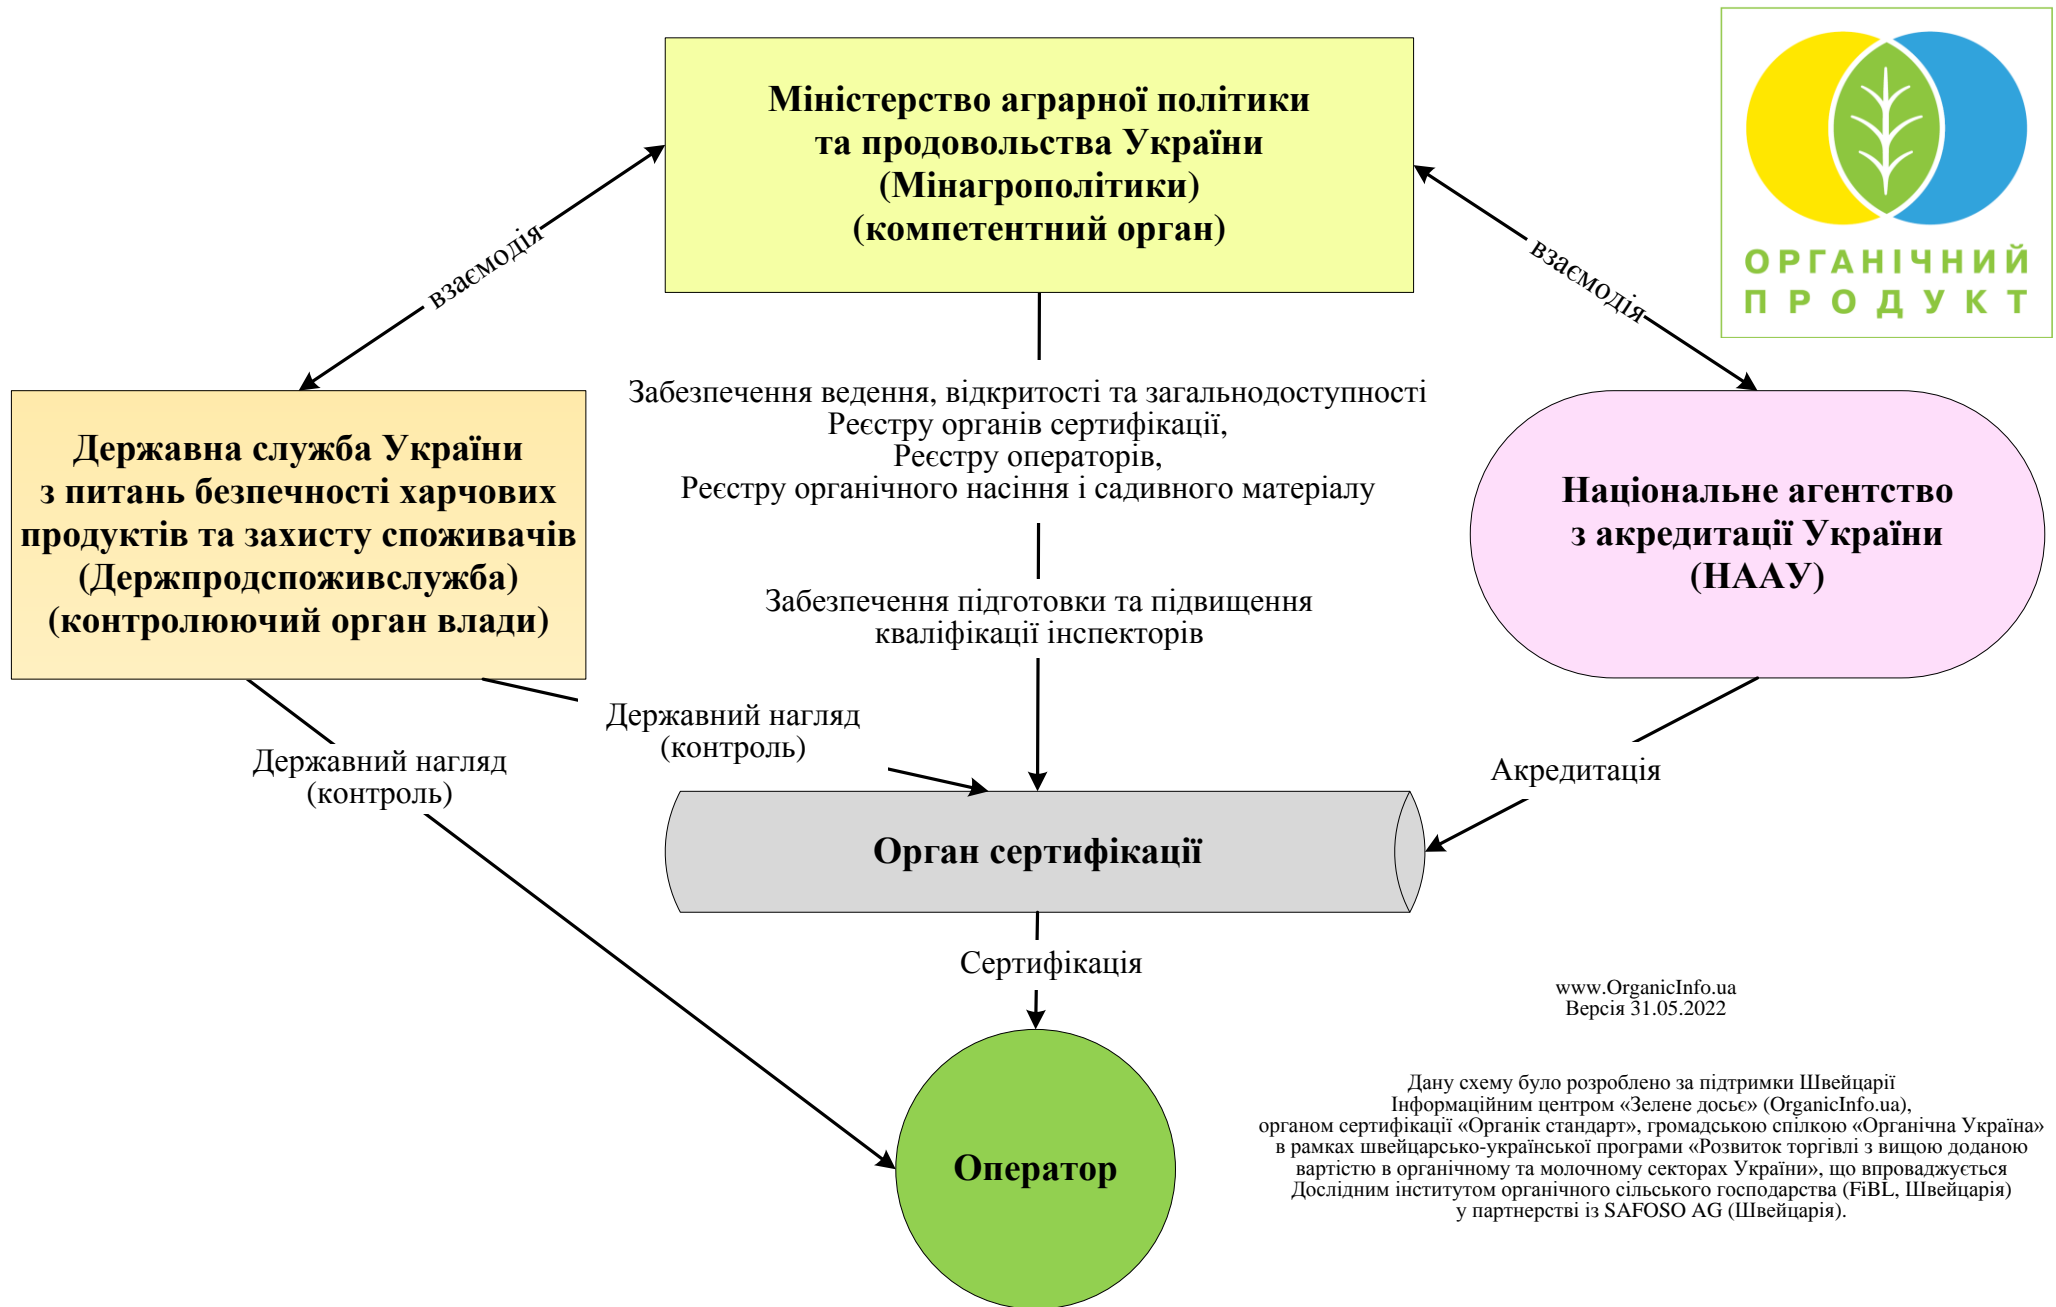 Міністерство аграрної політики
та продовольства України
(Мінагрополітики)
(компетентний орган)
ОРГАНІЧНИЙ
ПРОДУКТ
взаємодія
взаємодія
Забезпечення ведення, відкритості та загальнодоступності
Реєстру органів сертифікації,
Реєстру операторів,
Реєстру органічного насіння і садивного матеріалу
Державна служба України
з питань безпечності харчових
продуктів та захисту споживачів
(Держпродспоживслужба)
(контролюючий орган влади)
Національне агентство
з акредитації України
(НААУ)
Забезпечення підготовки та підвищення
кваліфікації інспекторів
Державний нагляд
(контроль)
Державний нагляд
(контроль)
Акредитація
Орган сертифікації
Сертифікація
Оператор
www.OrganicInfo.ua
Версія 31.05.2022
Дану схему було розроблено за підтримки Швейцарії
Інформаційним центром «Зелене досьє» (OrganicInfo.ua),
органом сертифікації «Органік стандарт», громадською спілкою «Органічна Україна»
в рамках швейцарсько-української програми «Розвиток торгівлі з вищою доданою
вартістю в органічному та молочному секторах України», що впроваджується
Дослідним інститутом органічного сільського господарства (FiBL, Швейцарія)
у партнерстві із SAFOSO AG (Швейцарія).